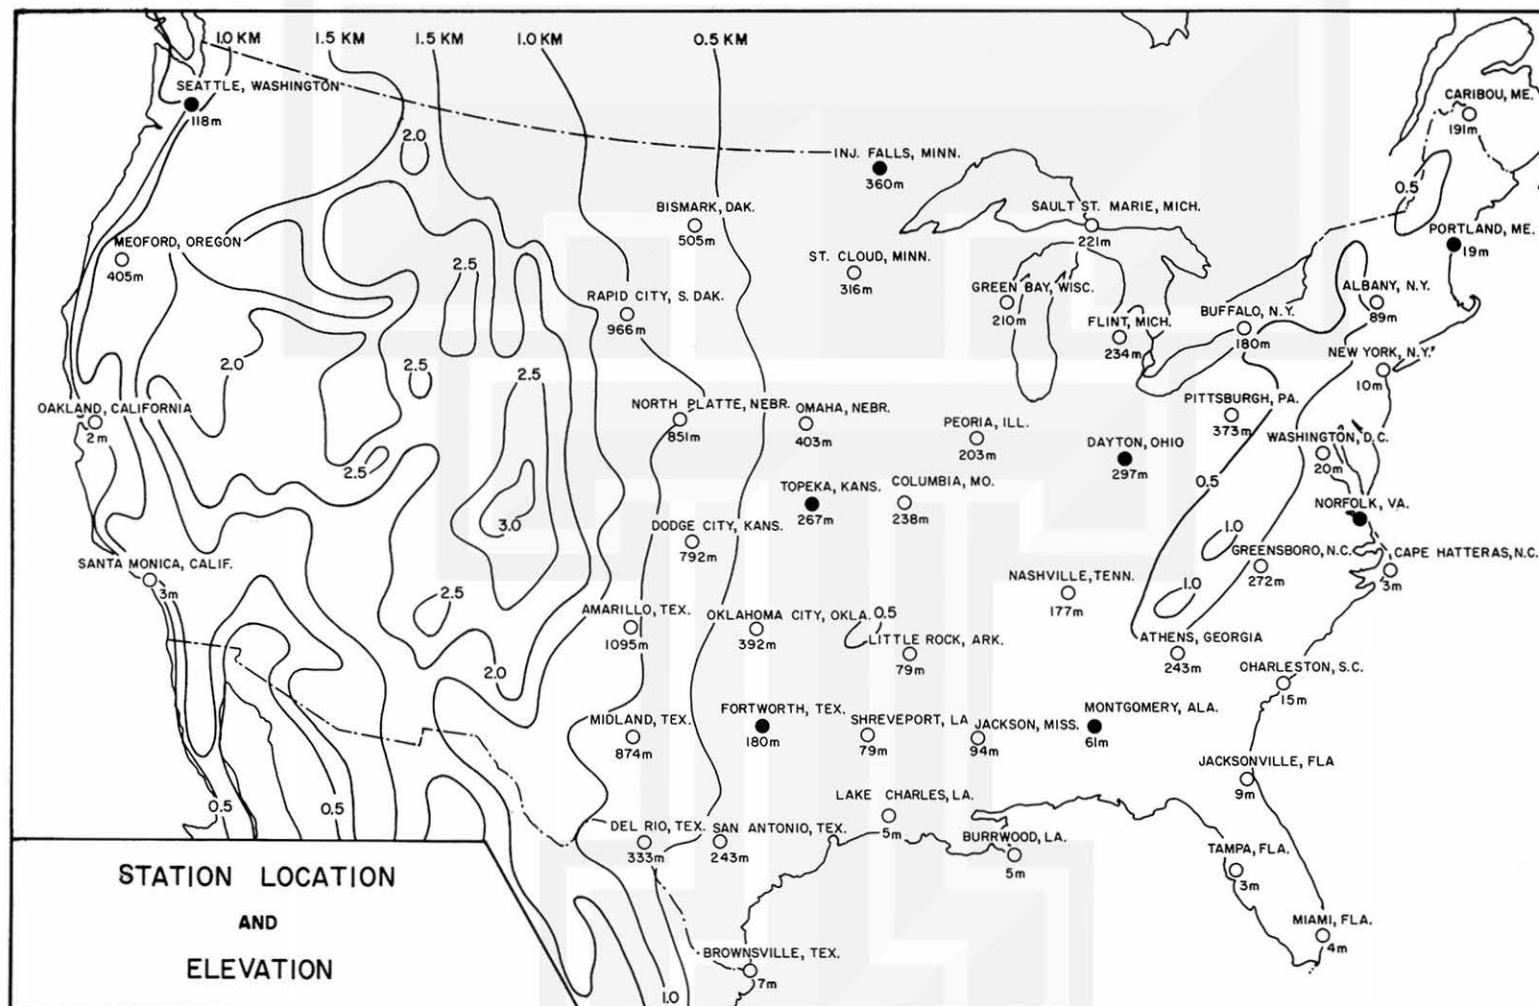 1.0 KM 1.5 KM 1.5 KM 1.0 KM 0.5 KM
SEATTLE, WASHINGTON
118m
CARIBOU, ME.
191m
2.0
INJ. FALLS, MINN.
360m
0.5
BISMARK, DAK.
505m
SAULT ST. MARIE, MICH.
221m
PORTLAND, ME.
19m
MEOFORD, OREGON
405m
2.5
ST. CLOUD, MINN.
316m
GREEN BAY, WISC.
210m
ALBANY, N.Y.
89m
RAPID CITY, S. DAK.
966m
FLINT, MICH.
234m
BUFFALO, N.Y.
180m
NEW YORK, N.Y.
10m
2.0
2.5
2.5
OAKLAND, CALIFORNIA
2m
NORTH PLATTE, NEBR.
851m
OMAHA, NEBR.
403m
PEORIA, ILL.
203m
PITTSBURGH, PA.
373m
DAYTON, OHIO
297m
WASHINGTON, D.C.
20m
2.5
TOPEKA, KANS.
267m
COLUMBIA, MO.
238m
0.5
NORFOLK, VA.
3.0
DODGE CITY, KANS.
792m
1.0
GREENSBORO, N.C.
272m
CAPE HATTERAS, N.C.
3m
SANTA MONICA, CALIF.
3m
2.5
NASHVILLE, TENN.
177m
1.0
AMARILLO, TEX.
1095m
OKLAHOMA CITY, OKLA.
392m
0.5
LITTLE ROCK, ARK.
79m
ATHENS, GEORGIA
243m
2.0
CHARLESTON, S.C.
15m
MIDLAND, TEX.
874m
FORTWORTH, TEX.
180m
SHREVEPORT, LA
79m
JACKSON, MISS.
94m
MONTGOMERY, ALA.
61m
JACKSONVILLE, FLA
9m
0.5
0.5
LAKE CHARLES, LA.
5m
DEL RIO, TEX.
333m
SAN ANTONIO, TEX.
243m
BURRWOOD, LA.
5m
TAMPA, FLA.
3m
MIAMI, FLA.
4m
BROWNSVILLE, TEX.
7m
1.0
STATION LOCATION
AND
ELEVATION